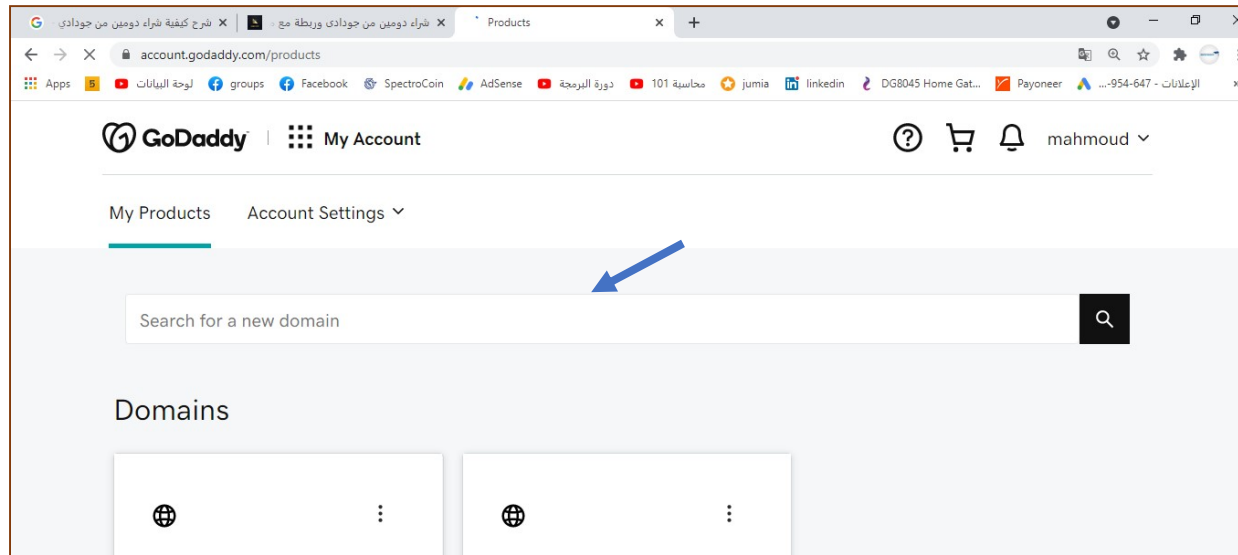 شرح كيفية شراء دومين من جودادي -
شراء دومين من جودادى وربطة مع
Products
account.godaddy.com/products
Apps
لوحة البيانات
groups
Facebook
SpectroCoin
AdSense
دورة البرمجة
محاسبة 101
jumia
linkedin
DG8045 Home Gat...
Payoneer
الإعلانات - 647-954-...
GoDaddy
My Account
mahmoud
My Products
Account Settings
Search for a new domain
Domains